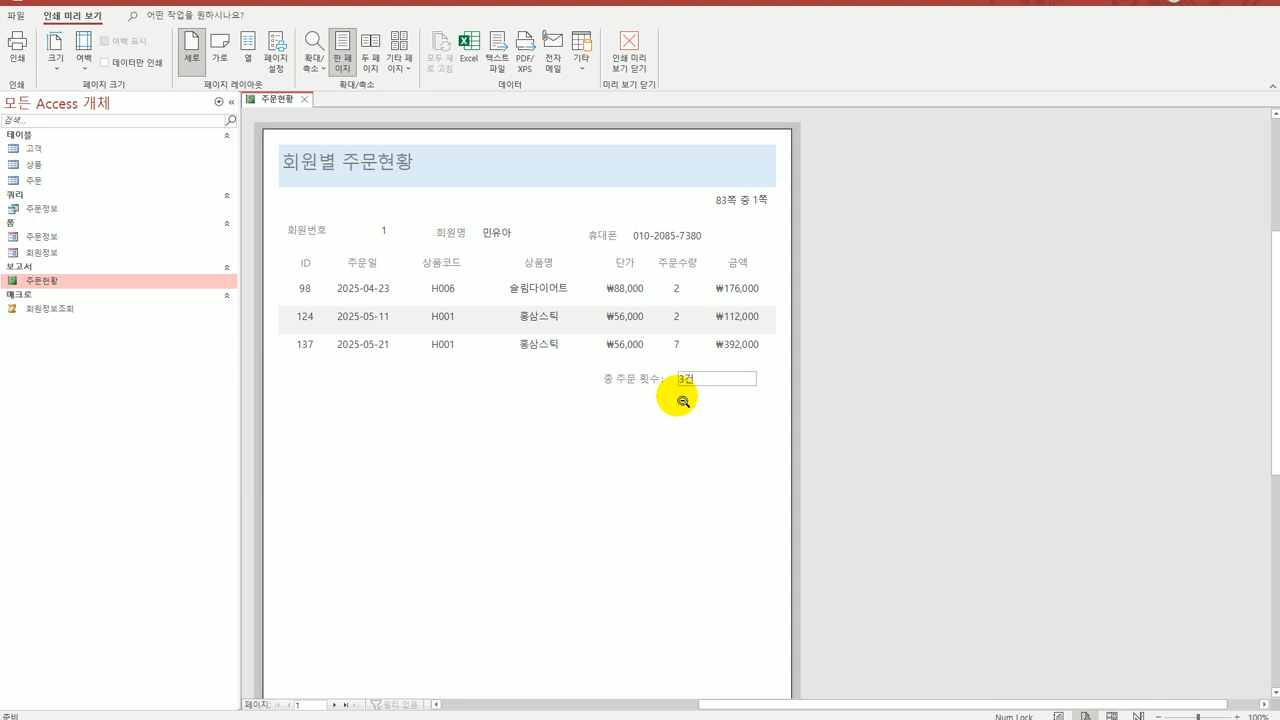 파일 인쇄 미리 보기 어떤 작업을 원하시나요?
인쇄 크기 여백 여백 표시 데이터만 인쇄 세로 가로 열 페이지 설정 확대/축소 한 페이지 두 페이지 기타 페이지 모두 새로 고침 Excel 텍스트 파일 PDF/XPS 전자 메일 기타 인쇄 미리 보기 닫기
인쇄 페이지 크기 페이지 레이아웃 확대/축소 데이터 미리 보기 닫기
모든 Access 개체
검색...
테이블
고객
상품
주문
쿼리
주문정보
폼
주문정보
회원정보
보고서
주문현황
매크로
회원정보조회
주문현황
회원별 주문현황
83쪽 중 1쪽
회원번호 1 회원명 민유아 휴대폰 010-2085-7380
ID 주문일 상품코드 상품명 단가 주문수량 금액
98 2025-04-23 H006 슬림다이어트 ₩88,000 2 ₩176,000
124 2025-05-11 H001 홍삼스틱 ₩56,000 2 ₩112,000
137 2025-05-21 H001 홍삼스틱 ₩56,000 7 ₩392,000
총 주문 횟수 : 3건
페이지: 1 필터 없음
준비 Num Lock 100%